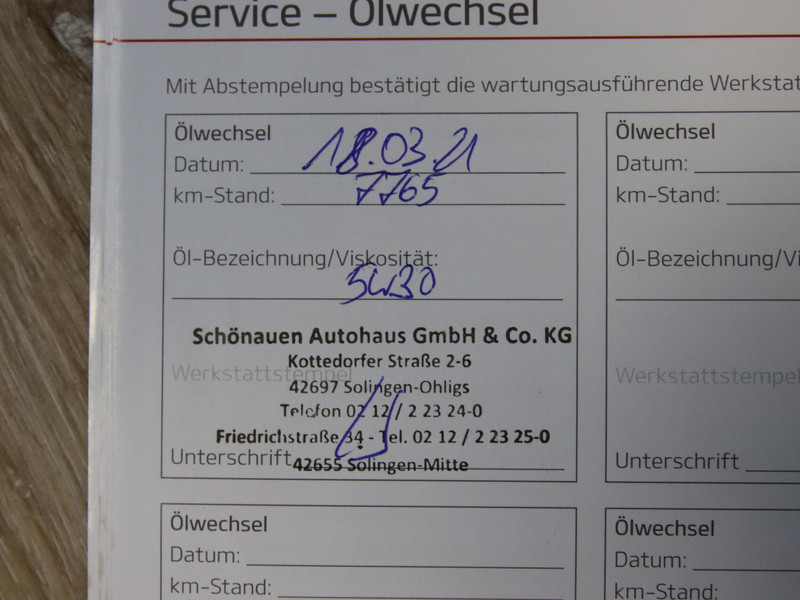 Service – Ölwechsel
Mit Abstempelung bestätigt die wartungsausführende Werkstatt
Ölwechsel
Datum: 18.03.21
km-Stand: 7765
Öl-Bezeichnung/Viskosität:
5W30
Schönauen Autohaus GmbH & Co. KG
Kottedorfer Straße 2-6
Werkstattstempel
42697 Solingen-Ohligs
Telefon 02 12 / 2 23 24-0
Friedrichstraße 34 - Tel. 02 12 / 2 23 25-0
Unterschrift
42655 Solingen-Mitte
Ölwechsel
Datum:
km-Stand:
Öl-Bezeichnung/Vi
Werkstattstempel
Unterschrift
Ölwechsel
Datum:
km-Stand:
Ölwechsel
Datum:
km-Stand: